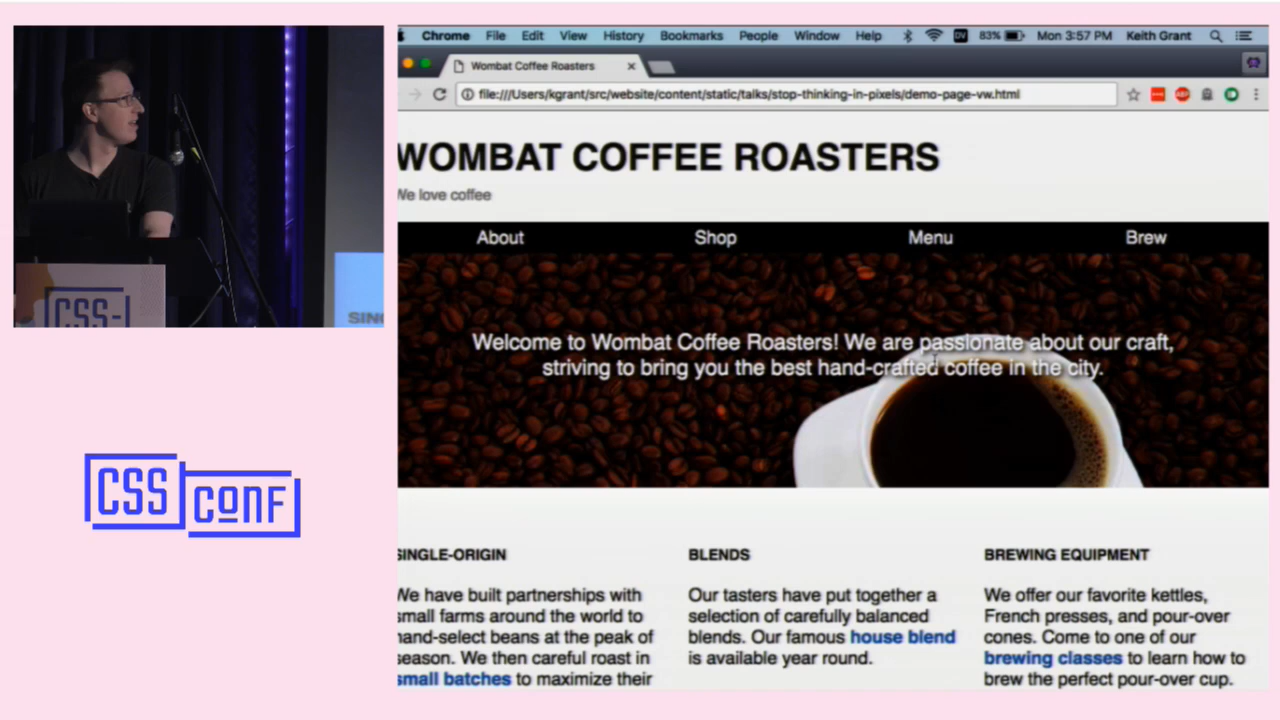 Chrome File Edit View History Bookmarks People Window Help 83% Mon 3:57 PM Keith Grant
Wombat Coffee Roasters
file:///Users/kgrant/src/website/content/static/talks/stop-thinking-in-pixels/demo-page-vw.html
ABP
WOMBAT COFFEE ROASTERS
We love coffee
About Shop Menu Brew
Welcome to Wombat Coffee Roasters! We are passionate about our craft,
striving to bring you the best hand-crafted coffee in the city.
SINGLE-ORIGIN
We have built partnerships with
small farms around the world to
hand-select beans at the peak of
season. We then careful roast in
small batches to maximize their
BLENDS
Our tasters have put together a
selection of carefully balanced
blends. Our famous house blend
is available year round.
BREWING EQUIPMENT
We offer our favorite kettles,
French presses, and pour-over
cones. Come to one of our
brewing classes to learn how to
brew the perfect pour-over cup.
CSS-
SING
CSS
CONF